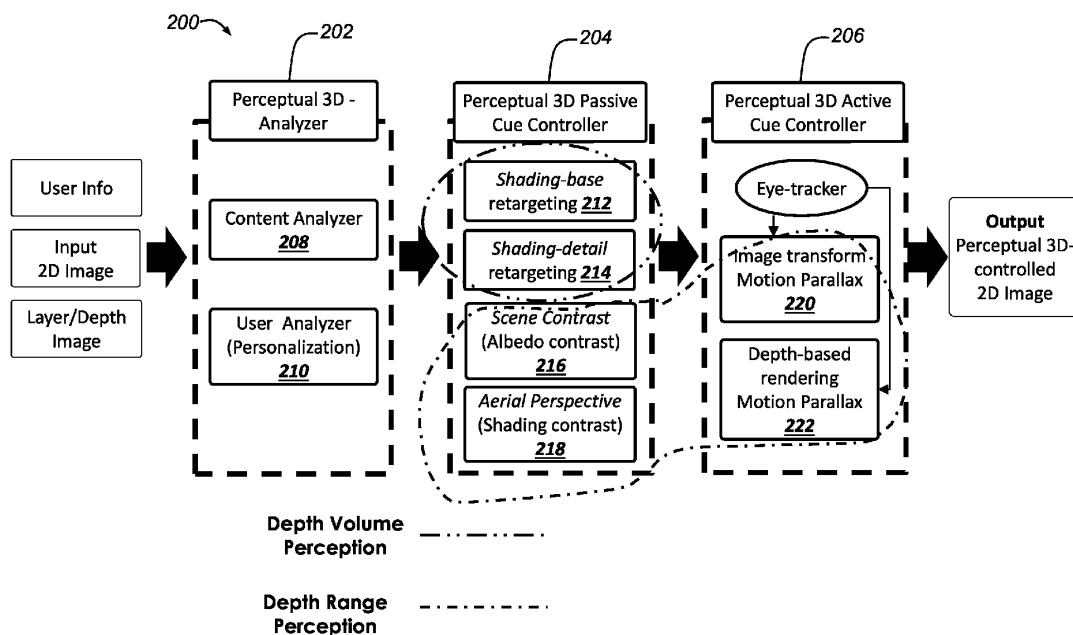 200
202
204
206
Perceptual 3D -
Analyzer
Perceptual 3D Passive
Cue Controller
Perceptual 3D Active
Cue Controller
User Info
Input
2D Image
Layer/Depth
Image
Content Analyzer
208
User Analyzer
(Personalization)
210
Shading-base
retargeting 212
Shading-detail
retargeting 214
Scene Contrast
(Albedo contrast)
216
Aerial Perspective
(Shading contrast)
218
Eye-tracker
Image transform
Motion Parallax
220
Depth-based
rendering
Motion Parallax
222
Output
Perceptual 3D-
controlled
2D Image
Depth Volume
Perception
Depth Range
Perception